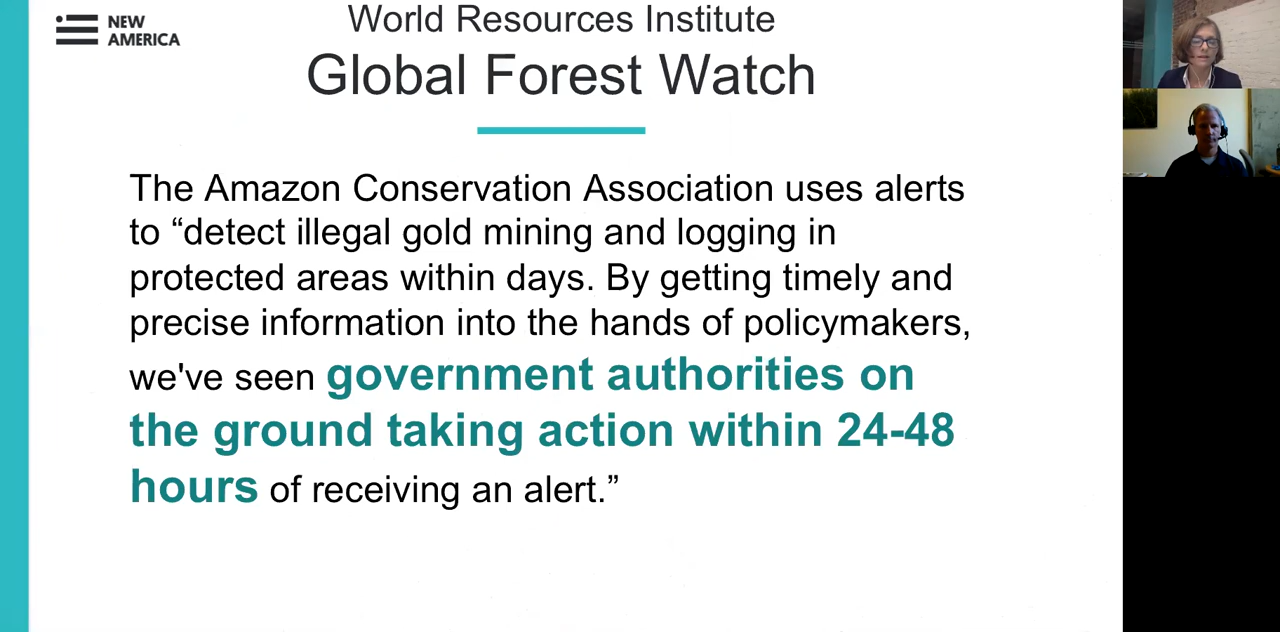 NEW
AMERICA
World Resources Institute
Global Forest Watch
The Amazon Conservation Association uses alerts
to “detect illegal gold mining and logging in
protected areas within days. By getting timely and
precise information into the hands of policymakers,
we've seen government authorities on
the ground taking action within 24-48
hours of receiving an alert.”